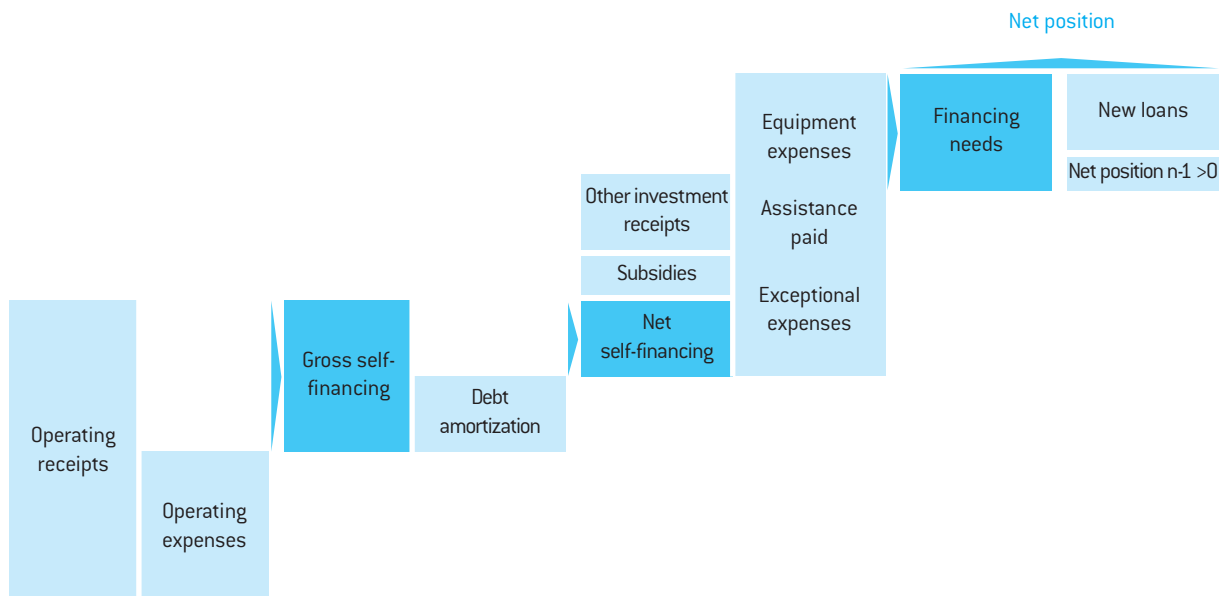 Net position
Equipment
expenses
Assistance
paid
Exceptional
expenses
Financing
needs
New loans
Net position n-1 >0
Other investment
receipts
Subsidies
Net
self-financing
Gross self-
financing
Debt
amortization
Operating
receipts
Operating
expenses